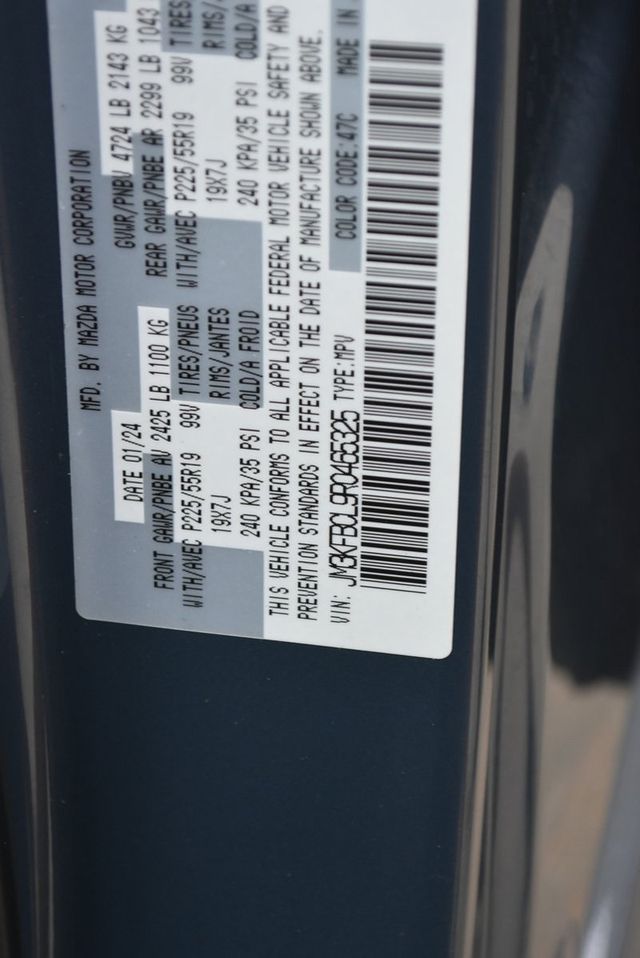 MFD. BY MAZDA MOTOR CORPORATION
DATE 01/24 GVWR/PNBV 4724 LB 2143 KG
FRONT GAWR/PNBE AV 2425 LB 1100 KG REAR GAWR/PNBE AR 2299 LB 1043
WITH/AVEC P225/55R19 99V TIRES/PNEUS WITH/AVEC P225/55R19 99V TIRES
19X7J RIMS/JANTES 19X7J RIMS/
240 KPA/35 PSI COLD/A FROID 240 KPA/35 PSI COLD/A
THIS VEHICLE CONFORMS TO ALL APPLICABLE FEDERAL MOTOR VEHICLE SAFETY AND
PREVENTION STANDARDS IN EFFECT ON THE DATE OF MANUFACTURE SHOWN ABOVE.
VIN: JM3KFBCL9R0465325 TYPE:MPV COLOR CODE:47C MADE IN